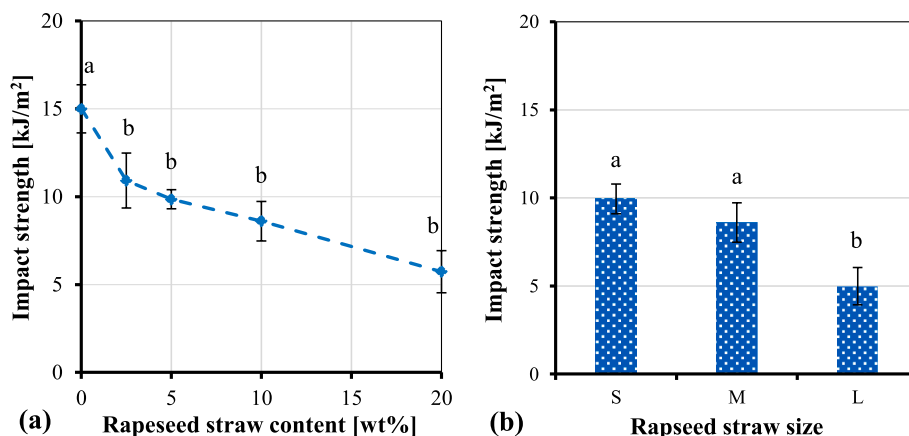 20
15
10
5
0
Impact strength [kJ/m²]
a
b
b
b
b
0
5
10
15
20
(a)
Rapeseed straw content [wt%]
20
15
10
5
0
Impact strength [kJ/m²]
a
a
b
S
M
L
(b)
Rapseed straw size